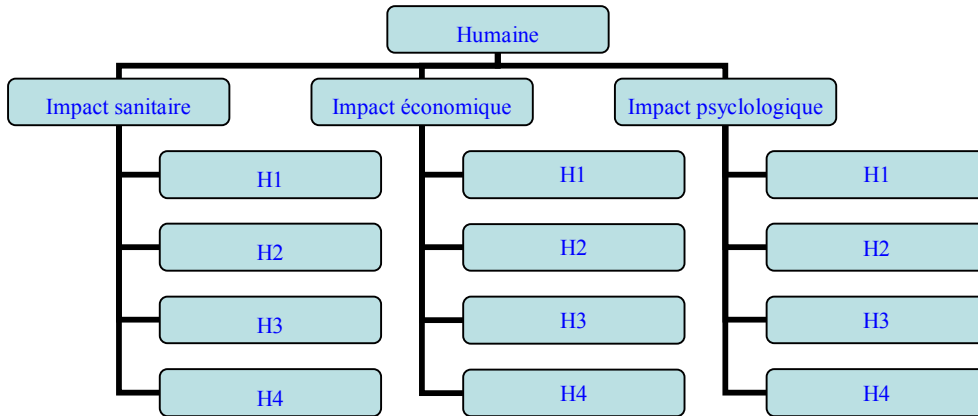 Humaine
Impact sanitaire
Impact économique
Impact psyclologique
H1
H1
H1
H2
H2
H2
H3
H3
H3
H4
H4
H4